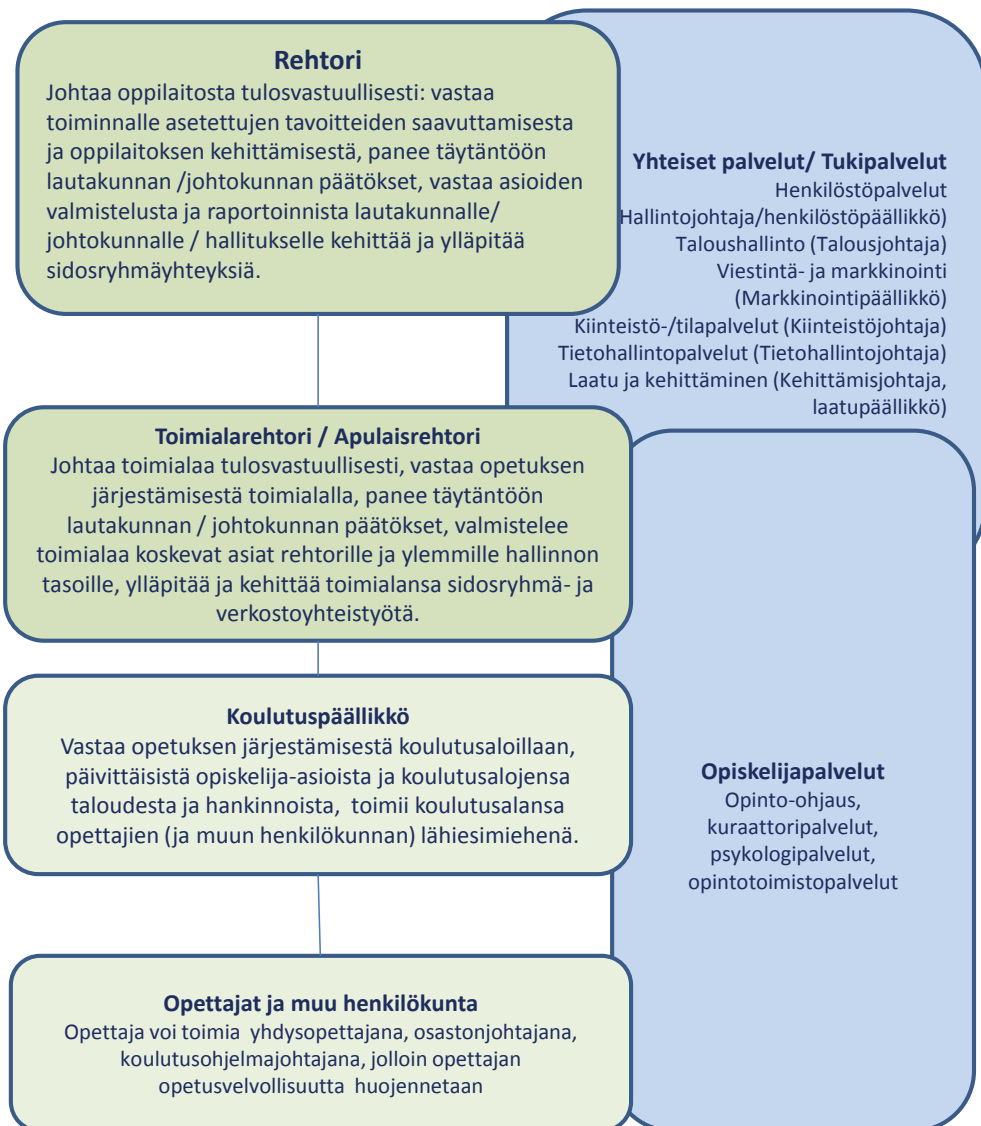 Rehtori
Johtaa oppilaitosta tulosvastuullisesti: vastaa
toiminnalle asetettujen tavoitteiden saavuttamisesta
ja oppilaitoksen kehittämisestä, panee täytäntöön
lautakunnan /johtokunnan päätökset, vastaa asioiden
valmistelusta ja raportoinnista lautakunnalle/
johtokunnalle / hallitukselle kehittää ja ylläpitää
sidosryhmäyhteyksiä.
Yhteiset palvelut/ Tukipalvelut
Henkilöstöpalvelut
Hallintojohtaja/henkilöstöpäällikkö)
Taloushallinto (Talousjohtaja)
Viestintä- ja markkinointi
(Markkinointipäällikkö)
Kiinteistö-/tilapalvelut (Kiinteistöjohtaja)
Tietohallintopalvelut (Tietohallintojohtaja)
Laatu ja kehittäminen (Kehittämisjohtaja,
laatupäällikkö)
Toimialarehtori / Apulaisrehtori
Johtaa toimialaa tulosvastuullisesti, vastaa opetuksen
järjestämisestä toimialalla, panee täytäntöön
lautakunnan / johtokunnan päätökset, valmistelee
toimialaa koskevat asiat rehtorille ja ylemmille hallinnon
tasoille, ylläpitää ja kehittää toimialansa sidosryhmä- ja
verkostoyhteistyötä.
Koulutuspäällikkö
Vastaa opetuksen järjestämisestä koulutusaloillaan,
päivittäisistä opiskelija-asioista ja koulutusalojensa
taloudesta ja hankinnoista, toimii koulutusalansa
opettajien (ja muun henkilökunnan) lähiesimiehenä.
Opiskelijapalvelut
Opinto-ohjaus,
kuraattoripalvelut,
psykologipalvelut,
opintotoimistopalvelut
Opettajat ja muu henkilökunta
Opettaja voi toimia yhdysopettajana, osastonjohtajana,
koulutusohjelmajohtajana, jolloin opettajan
opetusvelvollisuutta huojennetaan